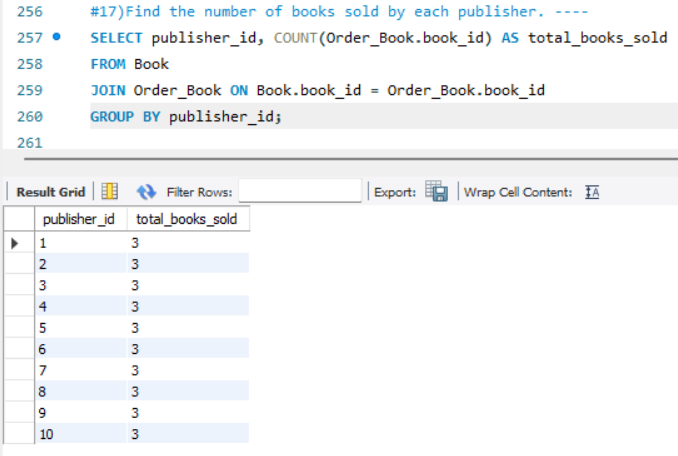 256 #17)Find the number of books sold by each publisher. ----
257 SELECT publisher_id, COUNT(Order_Book.book_id) AS total_books_sold
258 FROM Book
259 JOIN Order_Book ON Book.book_id = Order_Book.book_id
260 GROUP BY publisher_id;
261
Result Grid Filter Rows: Export: Wrap Cell Content: IA
publisher_id total_books_sold
1 3
2 3
3 3
4 3
5 3
6 3
7 3
8 3
9 3
10 3